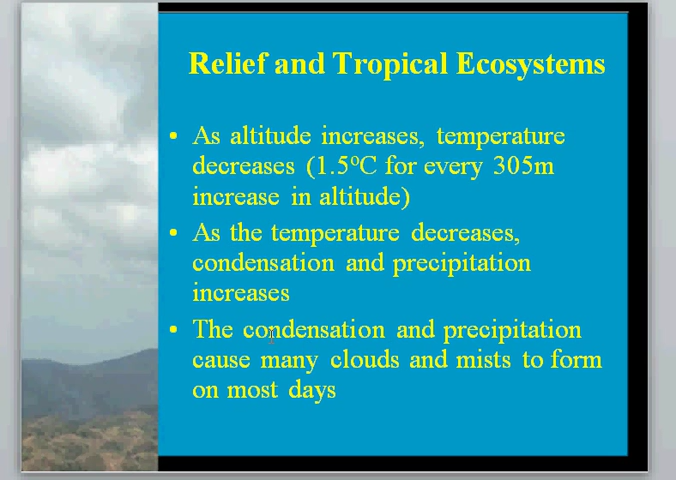 Relief and Tropical Ecosystems
• As altitude increases, temperature
decreases (1.5ºC for every 305m
increase in altitude)
• As the temperature decreases,
condensation and precipitation
increases
• The condensation and precipitation
cause many clouds and mists to form
on most days